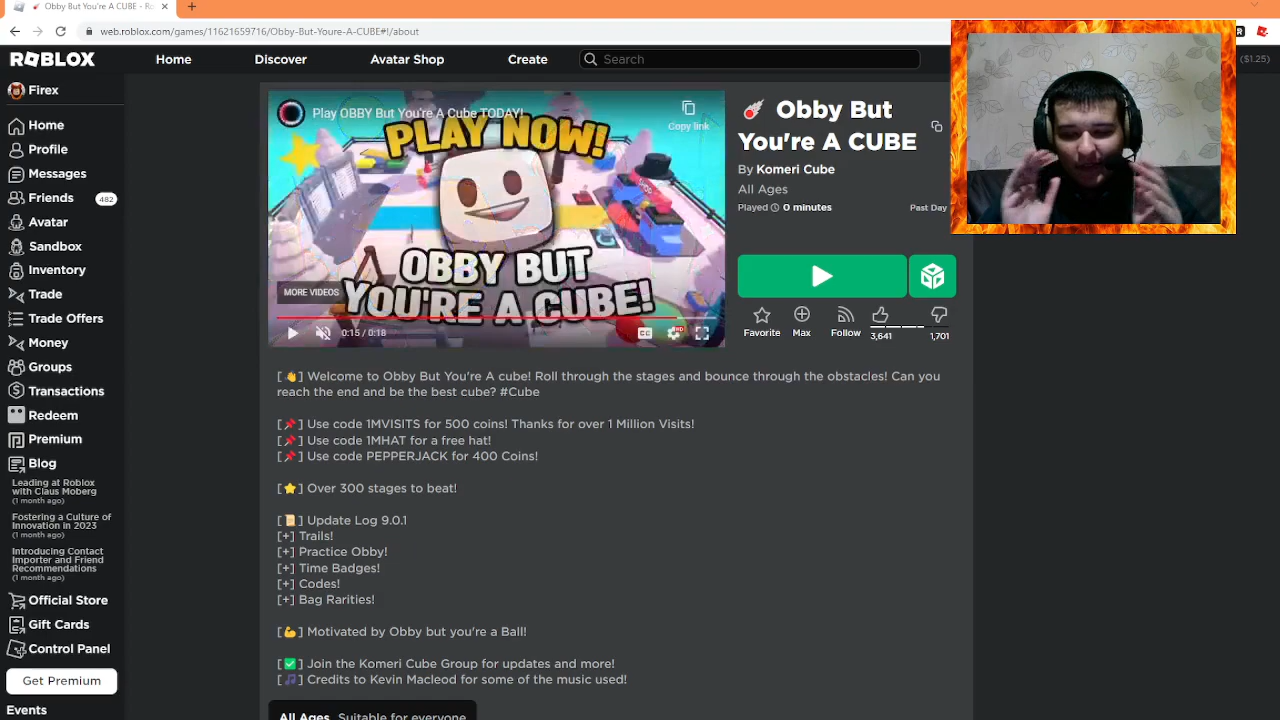 Obby But You're A CUBE - Ro
web.roblox.com/games/11621659716/Obby-But-Youre-A-CUBE#!/about
ROBLOX
Home
Discover
Avatar Shop
Create
Search
($1.25)
Firex
Home
Profile
Messages
Friends
482
Avatar
Sandbox
Inventory
Trade
Trade Offers
Money
Groups
Transactions
Redeem
Premium
Blog
Leading at Roblox
with Claus Moberg
(1 month ago)
Fostering a Culture of
Innovation in 2023
(1 month ago)
Introducing Contact
Importer and Friend
Recommendations
(1 month ago)
Official Store
Gift Cards
Control Panel
Get Premium
Events
Play OBBY But You're A Cube TODAY!
Copy link
PLAY NOW!
OBBY BUT
YOU'RE A CUBE!
MORE VIDEOS
0:15 / 0:18
CC
HD
Obby But
You're A CUBE
By Komeri Cube
All Ages
Played 0 minutes
Past Day
Favorite
Max
Follow
3,641
1,701
[👋] Welcome to Obby But You're A cube! Roll through the stages and bounce through the obstacles! Can you
reach the end and be the best cube? #Cube
[📌] Use code 1MVISITS for 500 coins! Thanks for over 1 Million Visits!
[📌] Use code 1MHAT for a free hat!
[📌] Use code PEPPERJACK for 400 Coins!
[⭐] Over 300 stages to beat!
[📜] Update Log 9.0.1
[+] Trails!
[+] Practice Obby!
[+] Time Badges!
[+] Codes!
[+] Bag Rarities!
[💪] Motivated by Obby but you're a Ball!
[✅] Join the Komeri Cube Group for updates and more!
[🎵] Credits to Kevin Macleod for some of the music used!
All Ages Suitable for everyone